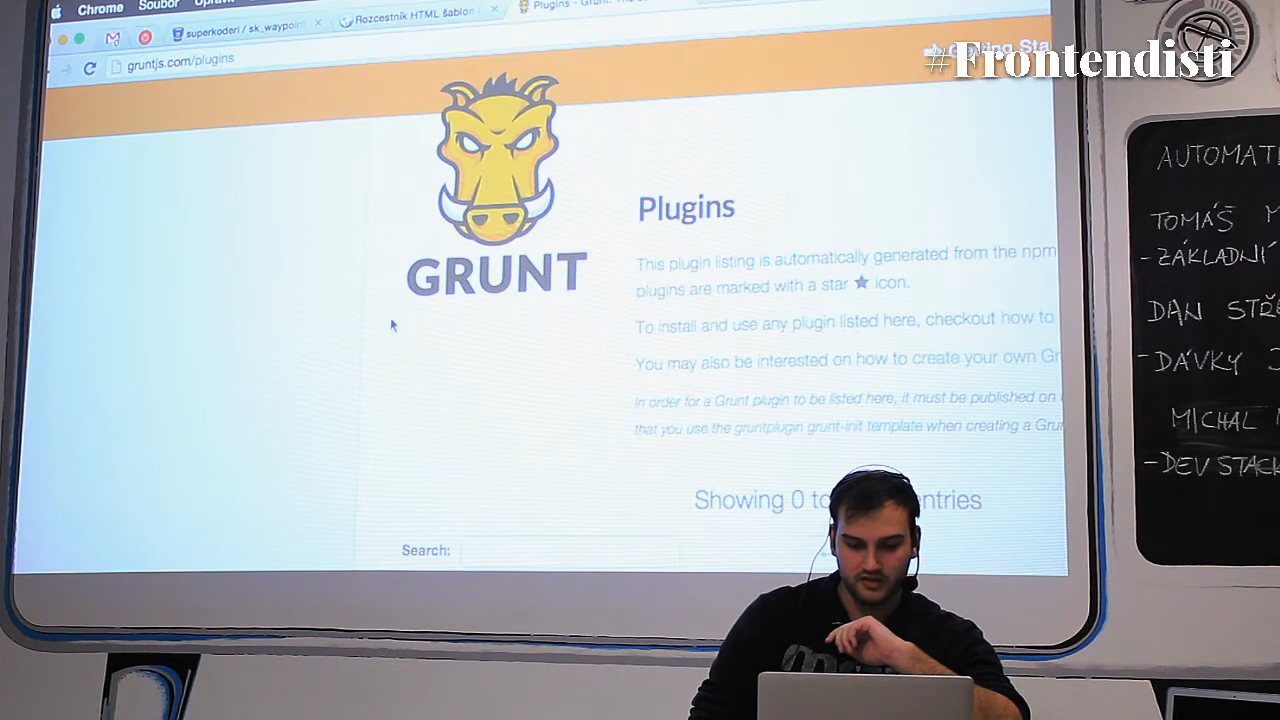 Chrome Soubor
superkodeři / sk_waypoint
Rozcestník HTML šablon
Plugins - Grunt: The
gruntjs.com/plugins
#Frontendisti
GRUNT
Plugins
This plugin listing is automatically generated from the npm
plugins are marked with a star ★ icon.
To install and use any plugin listed here, checkout how to
You may also be interested on how to create your own Gr
In order for a Grunt plugin to be listed here, it must be published on
that you use the gruntplugin grunt-init template when creating a Gru
Showing 0 to entries
Search:
AUTOMATI
TOMÁŠ M
- ZÁKLADNÍ
DAN STŘE
- DÁVKY
MICHAL
- DEV STACK